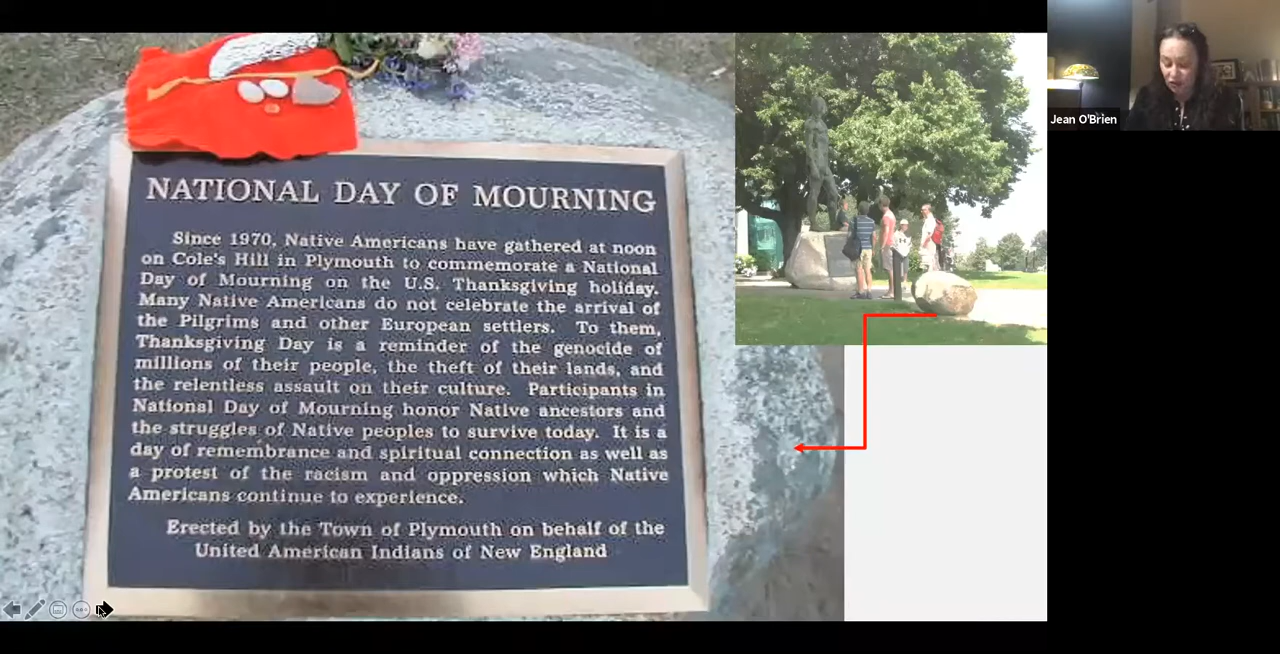 NATIONAL DAY OF MOURNING
Since 1970, Native Americans have gathered at noon
on Cole's Hill in Plymouth to commemorate a National
Day of Mourning on the U.S. Thanksgiving holiday.
Many Native Americans do not celebrate the arrival of
the Pilgrims and other European settlers. To them,
Thanksgiving Day is a reminder of the genocide of
millions of their people, the theft of their lands, and
the relentless assault on their culture. Participants in
National Day of Mourning honor Native ancestors and
the struggles of Native peoples to survive today. It is a
day of remembrance and spiritual connection as well as
a protest of the racism and oppression which Native
Americans continue to experience.
Erected by the Town of Plymouth on behalf of the
United American Indians of New England
Jean O'Brien